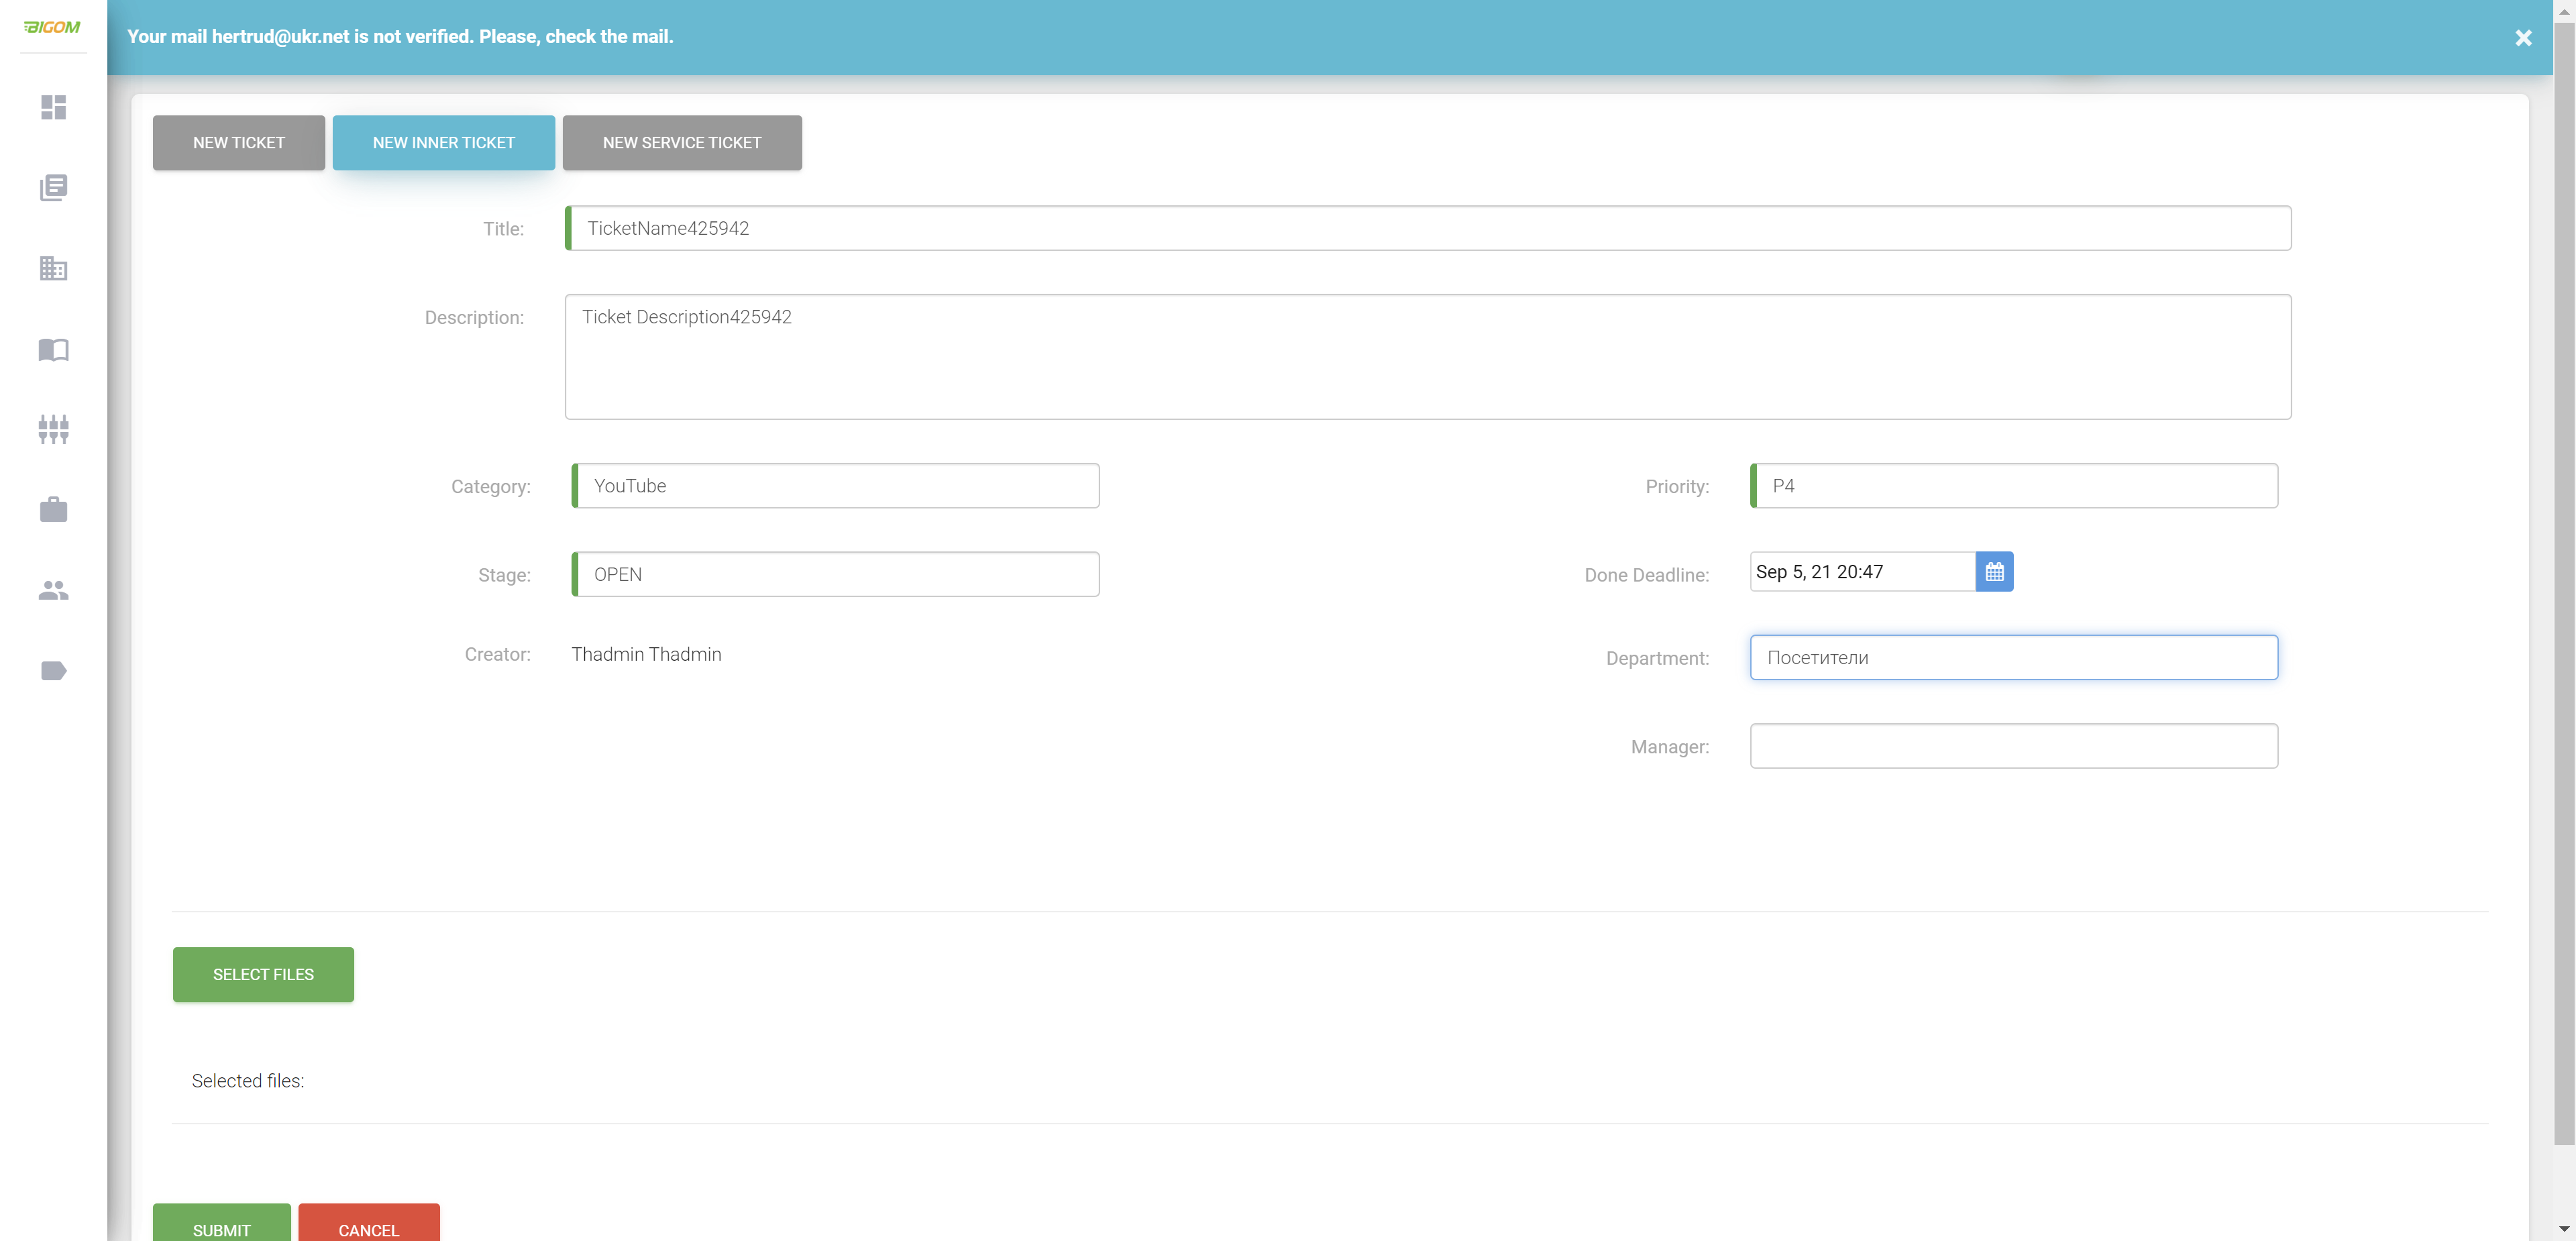 BIGOM
Your mail hertrud@ukr.net is not verified. Please, check the mail.
NEW TICKET
NEW INNER TICKET
NEW SERVICE TICKET
Title:
TicketName425942
Description:
Ticket Description425942
Category:
YouTube
Priority:
P4
Stage:
OPEN
Done Deadline:
Sep 5, 21 20:47
Creator:
Thadmin Thadmin
Department:
Посетители
Manager:
SELECT FILES
Selected files:
SUBMIT
CANCEL